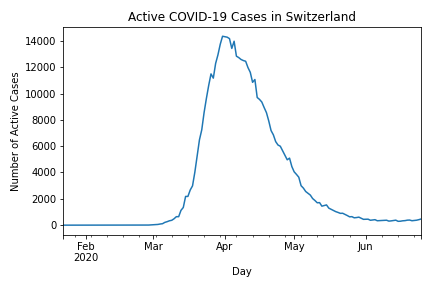 Active COVID-19 Cases in Switzerland
Number of Active Cases
14000
12000
10000
8000
6000
4000
2000
0
Feb
2020
Mar
Apr
May
Jun
Day